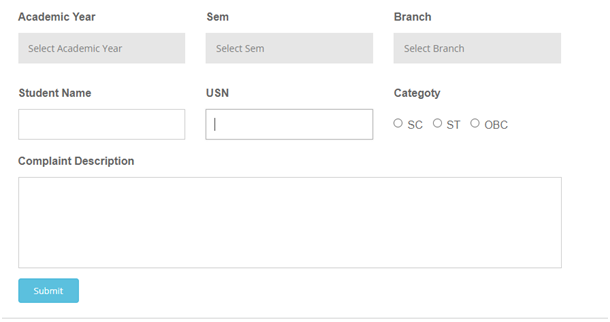 Academic Year Sem Branch
Select Academic Year Select Sem Select Branch
Student Name USN Categoty
SC ST OBC
Complaint Description
Submit